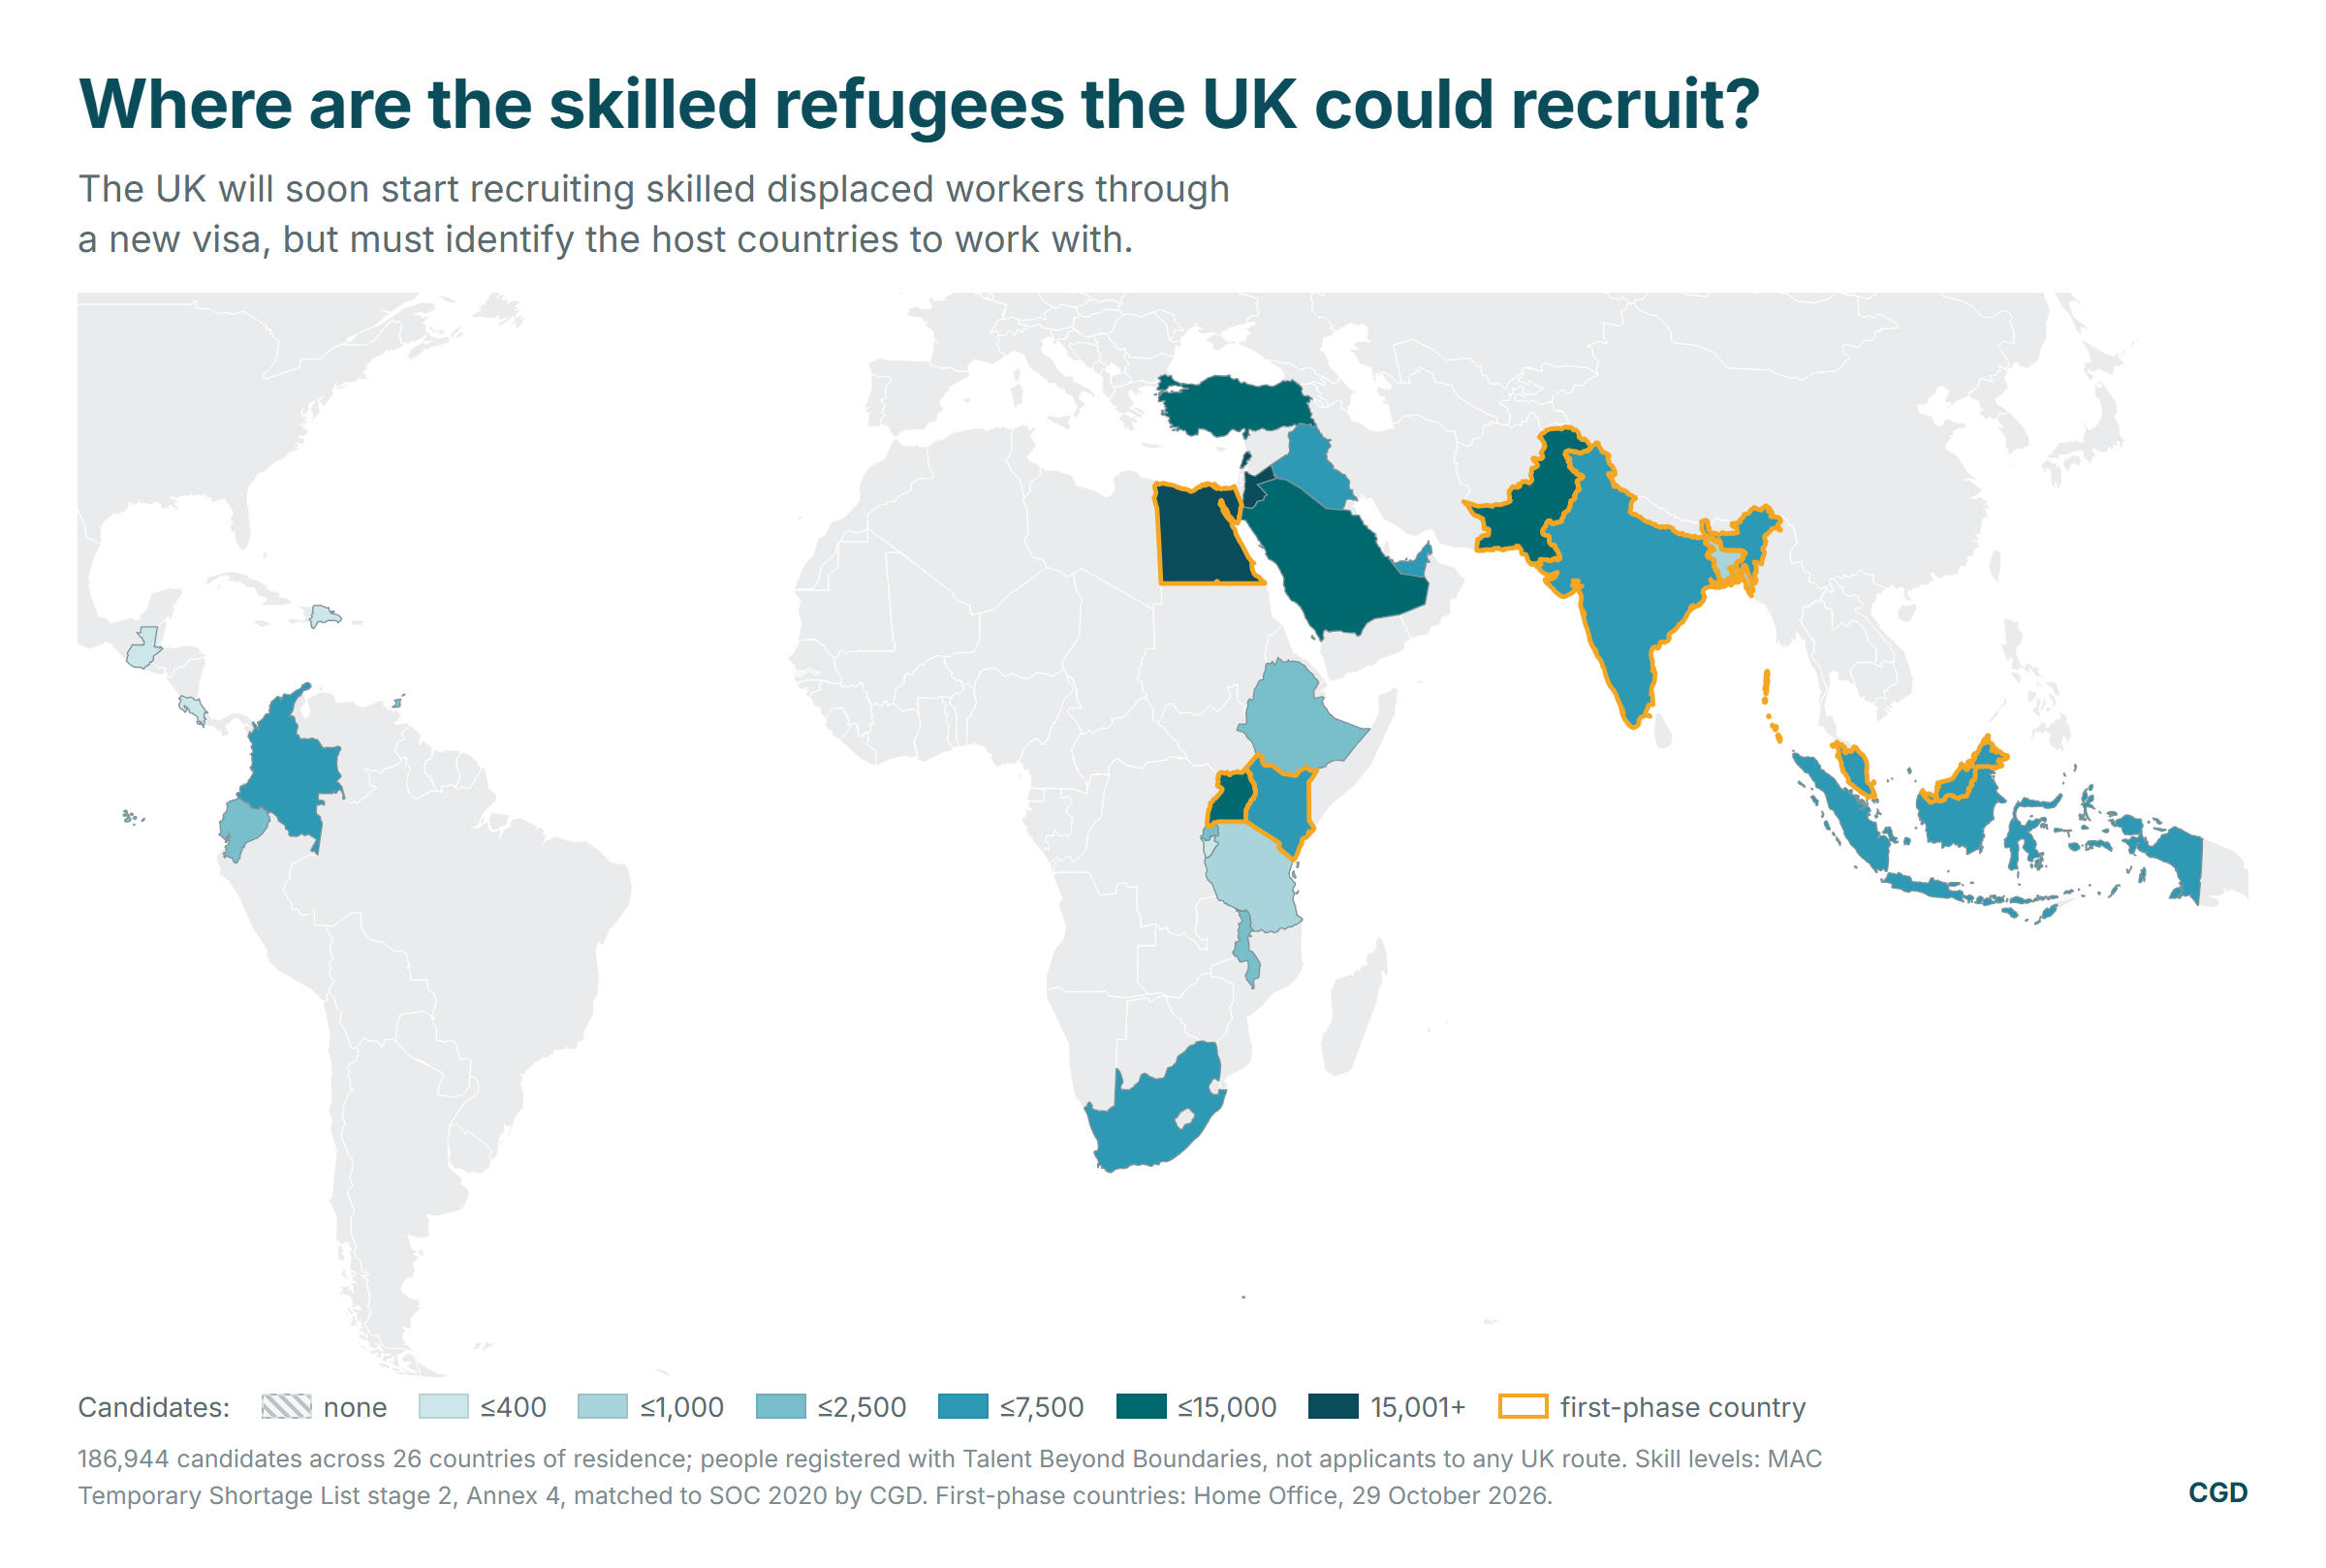 Where are the skilled refugees the UK could recruit?
The UK will soon start recruiting skilled displaced workers through
a new visa, but must identify the host countries to work with.
Candidates: none ≤400 ≤1,000 ≤2,500 ≤7,500 ≤15,000 15,001+ first-phase country
186,944 candidates across 26 countries of residence; people registered with Talent Beyond Boundaries, not applicants to any UK route. Skill levels: MAC
Temporary Shortage List stage 2, Annex 4, matched to SOC 2020 by CGD. First-phase countries: Home Office, 29 October 2026.
CGD